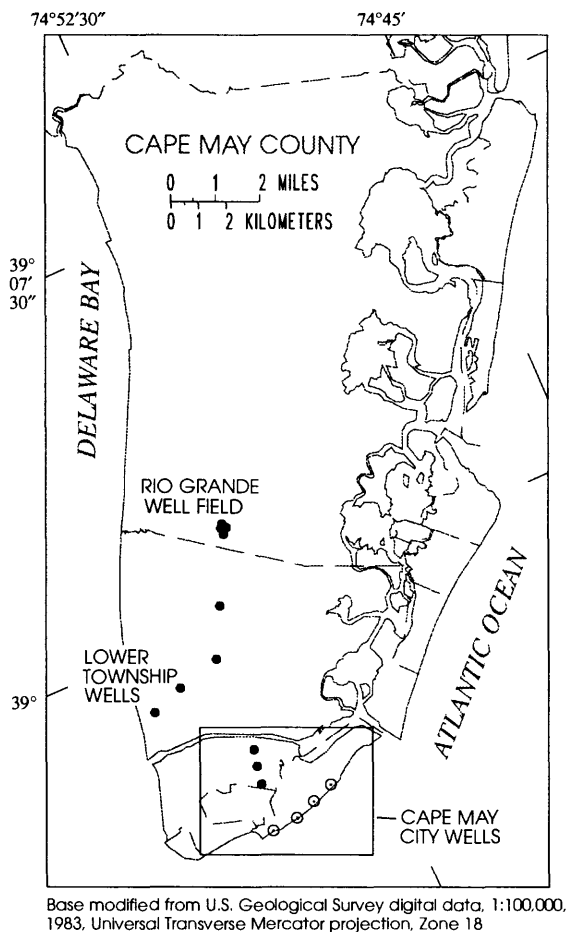 74°52'30"
74°45'
CAPE MAY COUNTY
0 1 2 MILES
0 1 2 KILOMETERS
39°
07'
30"
DELAWARE BAY
RIO GRANDE
WELL FIELD
ATLANTIC OCEAN
LOWER
TOWNSHIP
WELLS
39°
CAPE MAY
CITY WELLS
Base modified from U.S. Geological Survey digital data, 1:100,000,
1983, Universal Transverse Mercator projection, Zone 18